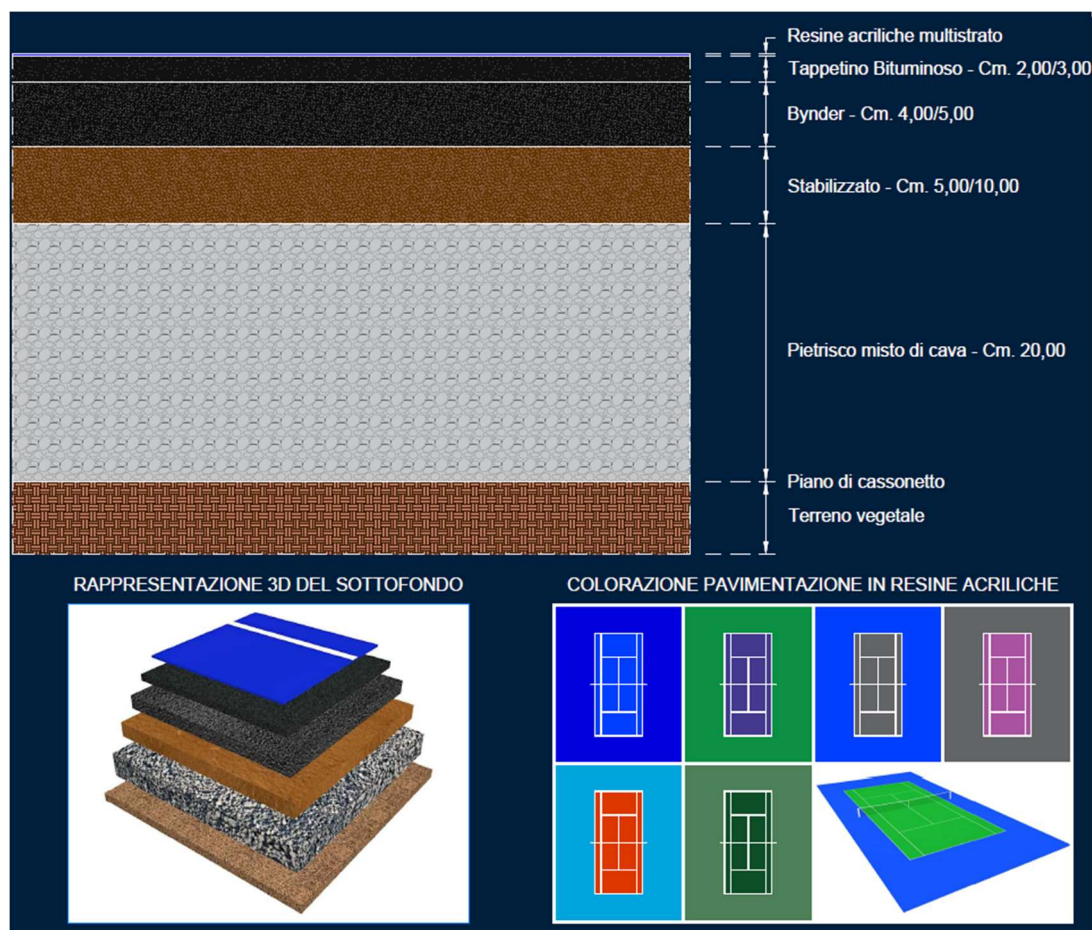 Resine acriliche multistrato
Tappetino Bituminoso - Cm. 2,00/3,00
Bynder - Cm. 4,00/5,00
Stabilizzato - Cm. 5,00/10,00
Pietrisco misto di cava - Cm. 20,00
Piano di cassonetto
Terreno vegetale
RAPPRESENTAZIONE 3D DEL SOTTOFONDO
COLORAZIONE PAVIMENTAZIONE IN RESINE ACRILICHE